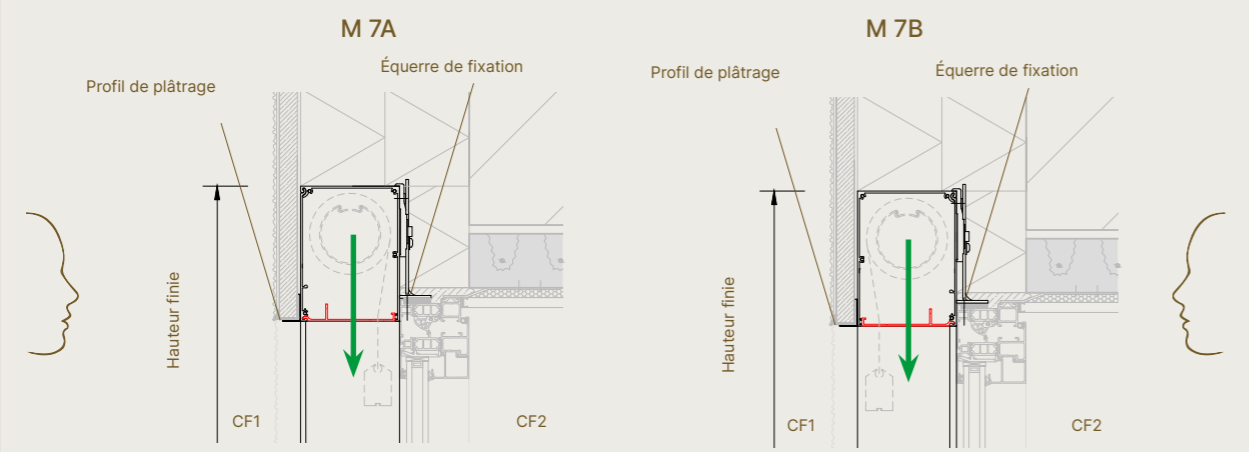 M 7A
Profil de plâtrage
Équerre de fixation
Hauteur finie
CF1
CF2
M 7B
Profil de plâtrage
Équerre de fixation
Hauteur finie
CF1
CF2